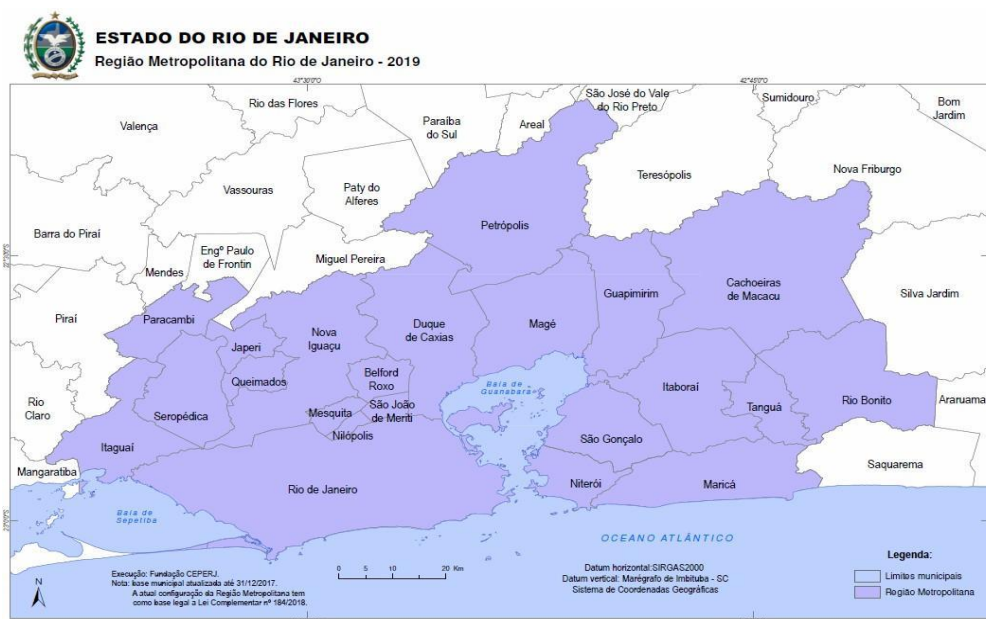 ESTADO DO RIO DE JANEIRO
Região Metropolitana do Rio de Janeiro - 2019
43°30'0"O
42°45'0"O
Rio das Flores
São José do Vale
do Rio Preto
Sumidouro
Bom
Jardim
Valença
Paraíba
do Sul
Areal
Nova Friburgo
Teresópolis
Vassouras
Paty do
Alferes
Petrópolis
Barra do Piraí
Engº Paulo
de Frontin
Miguel Pereira
Mendes
Cachoeiras
de Macacu
Guapimirim
Silva Jardim
Piraí
Paracambi
Nova
Iguaçu
Duque
de Caxias
Magé
Japeri
Queimados
Belford
Roxo
Baía de
Guanabara
Itaboraí
Rio
Claro
Seropédica
Mesquita
São João
de Meriti
Tanguá
Rio Bonito
Araruama
Nilópolis
São Gonçalo
Itaguaí
Mangaratiba
Saquarema
Rio de Janeiro
Niterói
Maricá
Baía de
Sepetiba
OCEANO ATLÂNTICO
Legenda:
Limites municipais
Região Metropolitana
Execução: Fundação CEPERJ.
Nota: base municipal atualizada até 31/12/2017.
A atual configuração da Região Metropolitana tem
como base legal a Lei Complementar nº 184/2018.
0 5 10 20 Km
Datum horizontal:SIRGAS2000
Datum vertical: Marégrafo de Imbituba - SC
Sistema de Coordenadas Geográficas
N